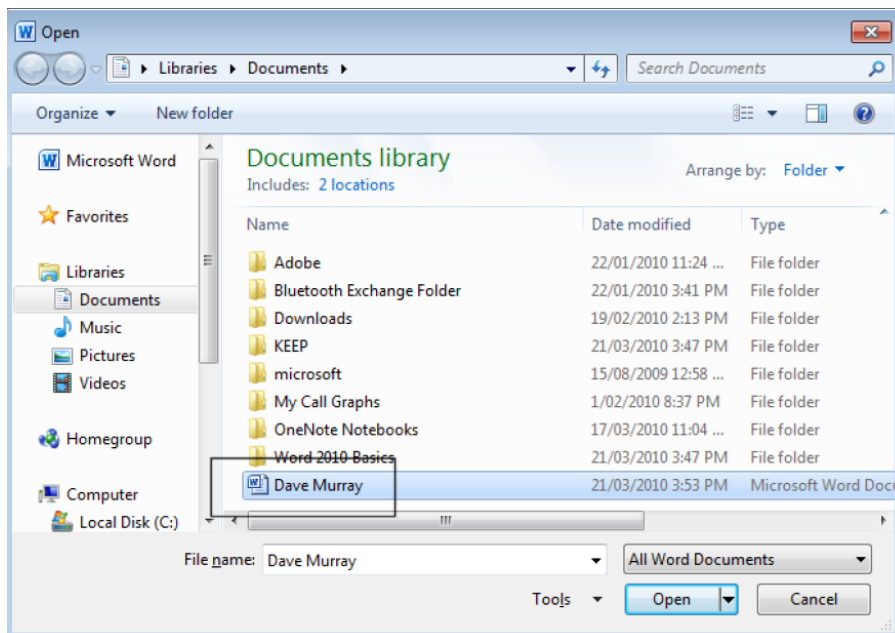 Open
Libraries Documents
Search Documents
Organize New folder
Microsoft Word
Favorites
Libraries
Documents
Music
Pictures
Videos
Homegroup
Computer
Local Disk (C:)
Documents library
Includes: 2 locations
Arrange by: Folder
Name Date modified Type
Adobe 22/01/2010 11:24 ... File folder
Bluetooth Exchange Folder 22/01/2010 3:41 PM File folder
Downloads 19/02/2010 2:13 PM File folder
KEEP 21/03/2010 3:47 PM File folder
microsoft 15/08/2009 12:58 ... File folder
My Call Graphs 1/02/2010 8:37 PM File folder
OneNote Notebooks 17/03/2010 11:04 ... File folder
Word 2010 Basics 21/03/2010 3:47 PM File folder
Dave Murray 21/03/2010 3:53 PM Microsoft Word Doc
File name: Dave Murray All Word Documents
Tools Open Cancel